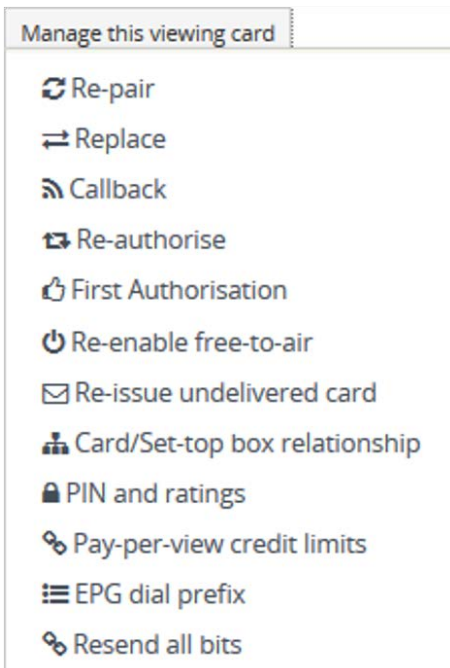 Manage this viewing card
Re-pair
Replace
Callback
Re-authorise
First Authorisation
Re-enable free-to-air
Re-issue undelivered card
Card/Set-top box relationship
PIN and ratings
Pay-per-view credit limits
EPG dial prefix
Resend all bits